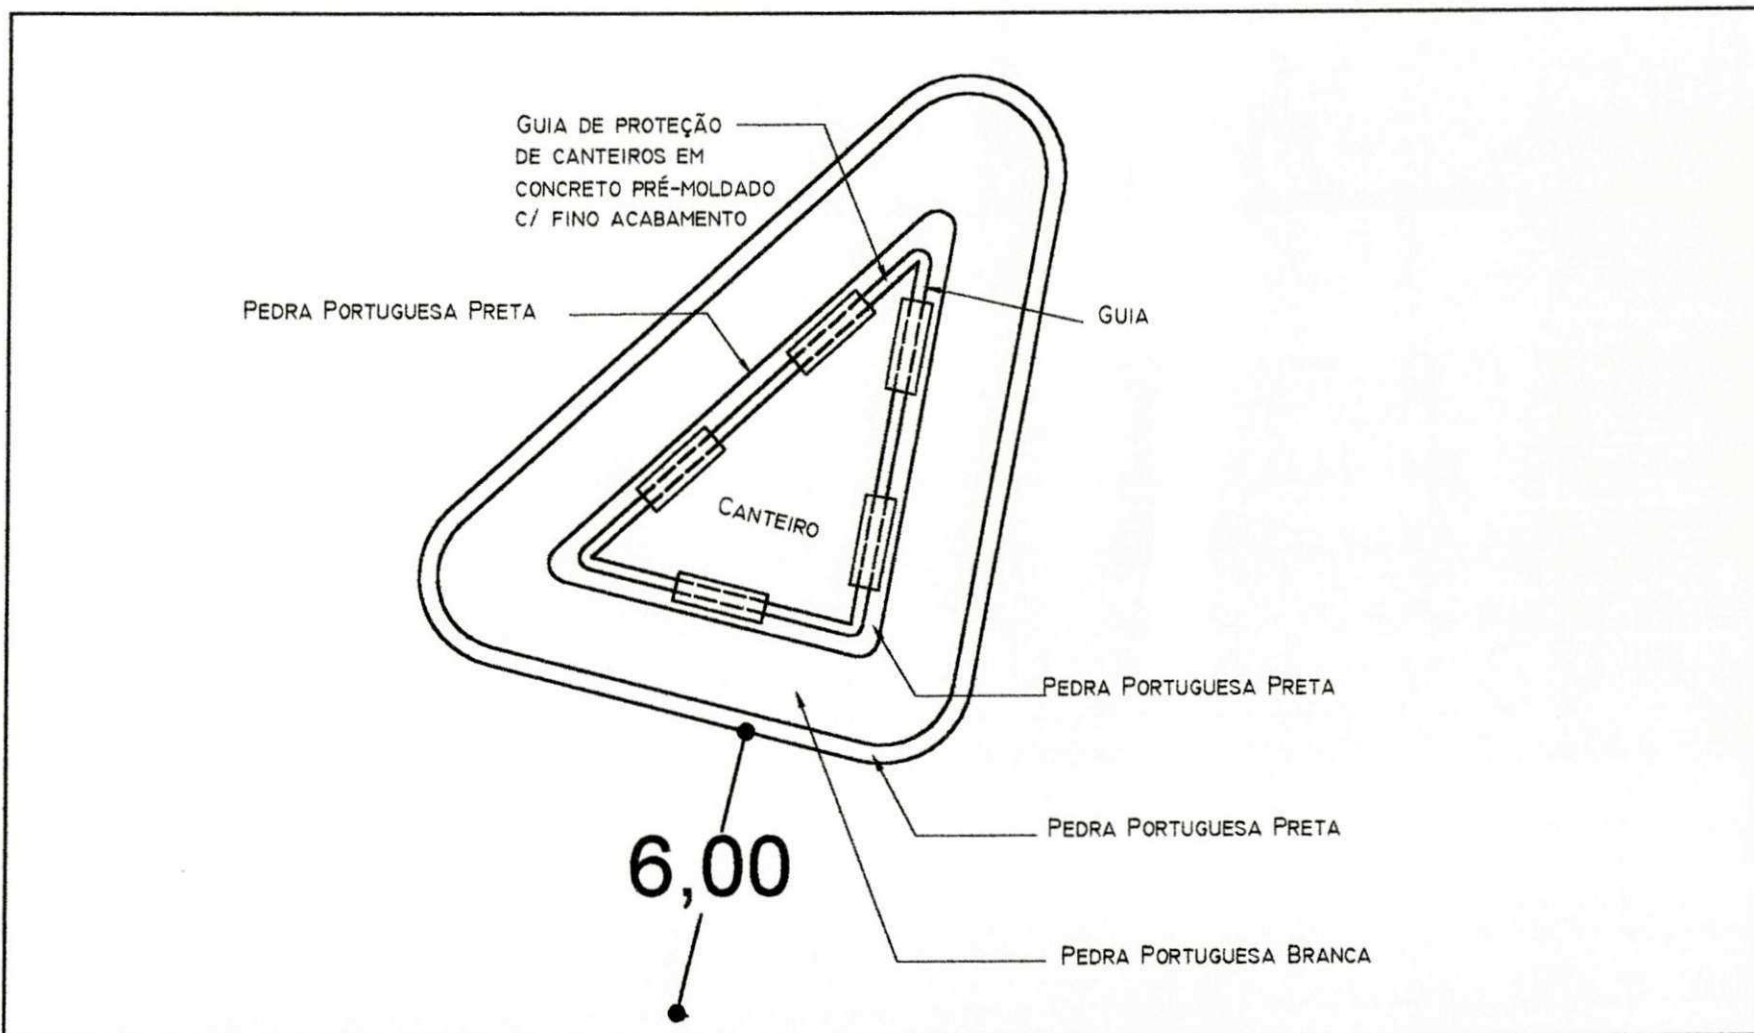 GUIA DE PROTEÇÃO
DE CANTEIROS EM
CONCRETO PRÉ-MOLDADO
C/ FINO ACABAMENTO
PEDRA PORTUGUESA PRETA
GUIA
CANTEIRO
PEDRA PORTUGUESA PRETA
6,00
PEDRA PORTUGUESA PRETA
PEDRA PORTUGUESA BRANCA